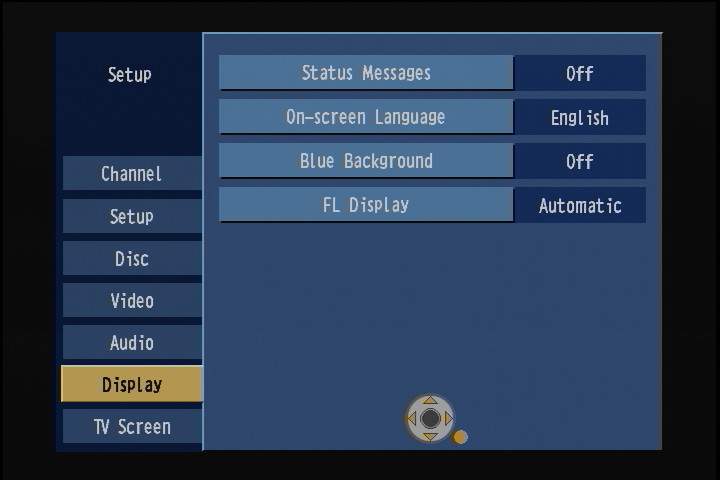 Setup
Channel
Setup
Disc
Video
Audio
Display
TV Screen
Status Messages Off
On-screen Language English
Blue Background Off
FL Display Automatic